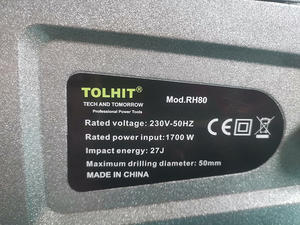 TOLHIT®
TECH AND TOMORROW
Professional Power Tools
Mod.RH80
Rated voltage: 230V-50HZ
Rated power input:1700 W
Impact energy: 27J
Maximum drilling diameter: 50mm
MADE IN CHINA
CE